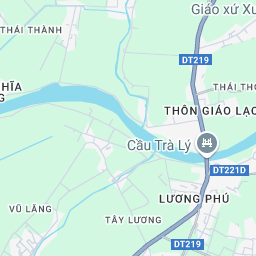 Giáo xứ Xu
THÁI THÀNH
DT219
HĨA
G
THÁI THỌ
THÔN GIÁO LẠC
Cầu Trà Lý
DT221D
LƯƠNG PHÚ
VŨ LĂNG
TÂY LƯƠNG
DT219